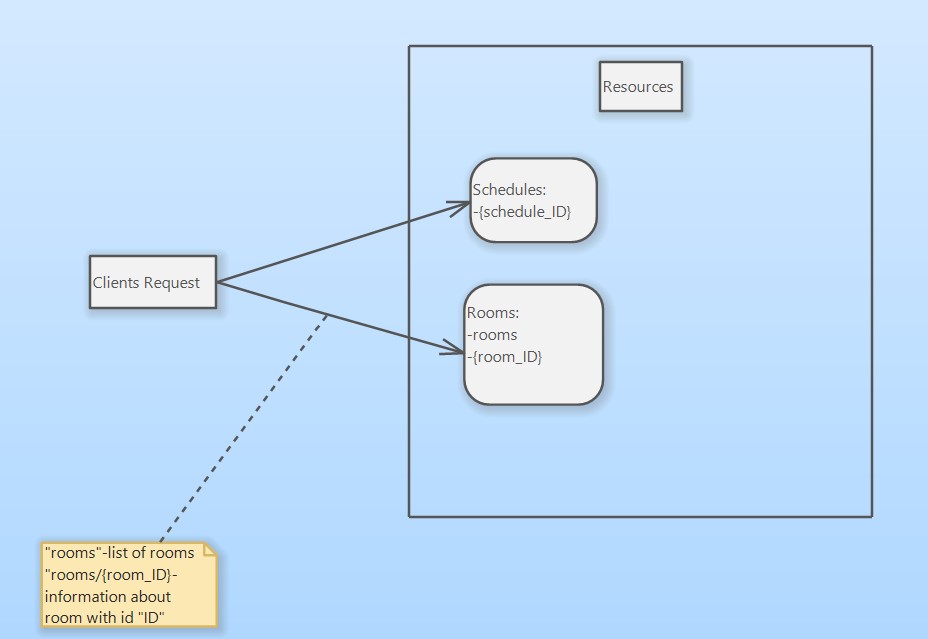 Resources
Schedules:
-{schedule_ID}
Clients Request
Rooms:
-rooms
-{room_ID}
"rooms"-list of rooms
"rooms/{room_ID}-
information about
room with id "ID"